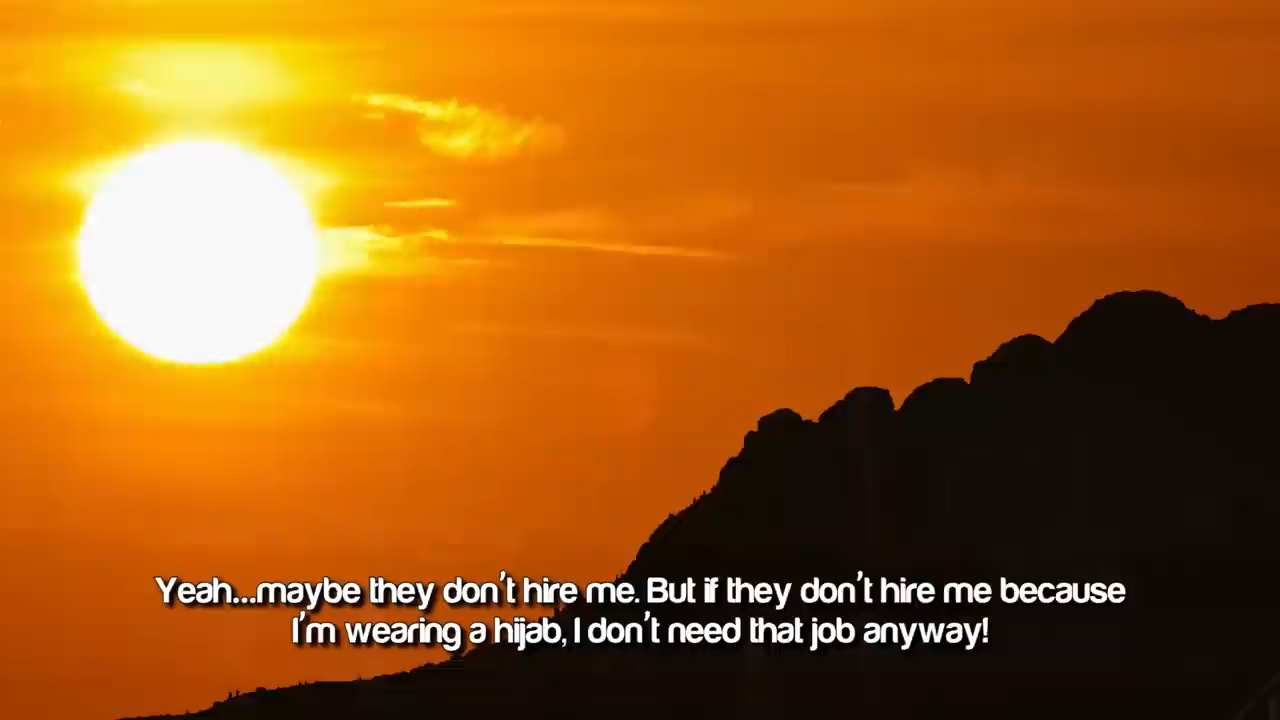 Yeah...maybe they don't hire me. But if they don't hire me because
I'm wearing a hijab, I don't need that job anyway!